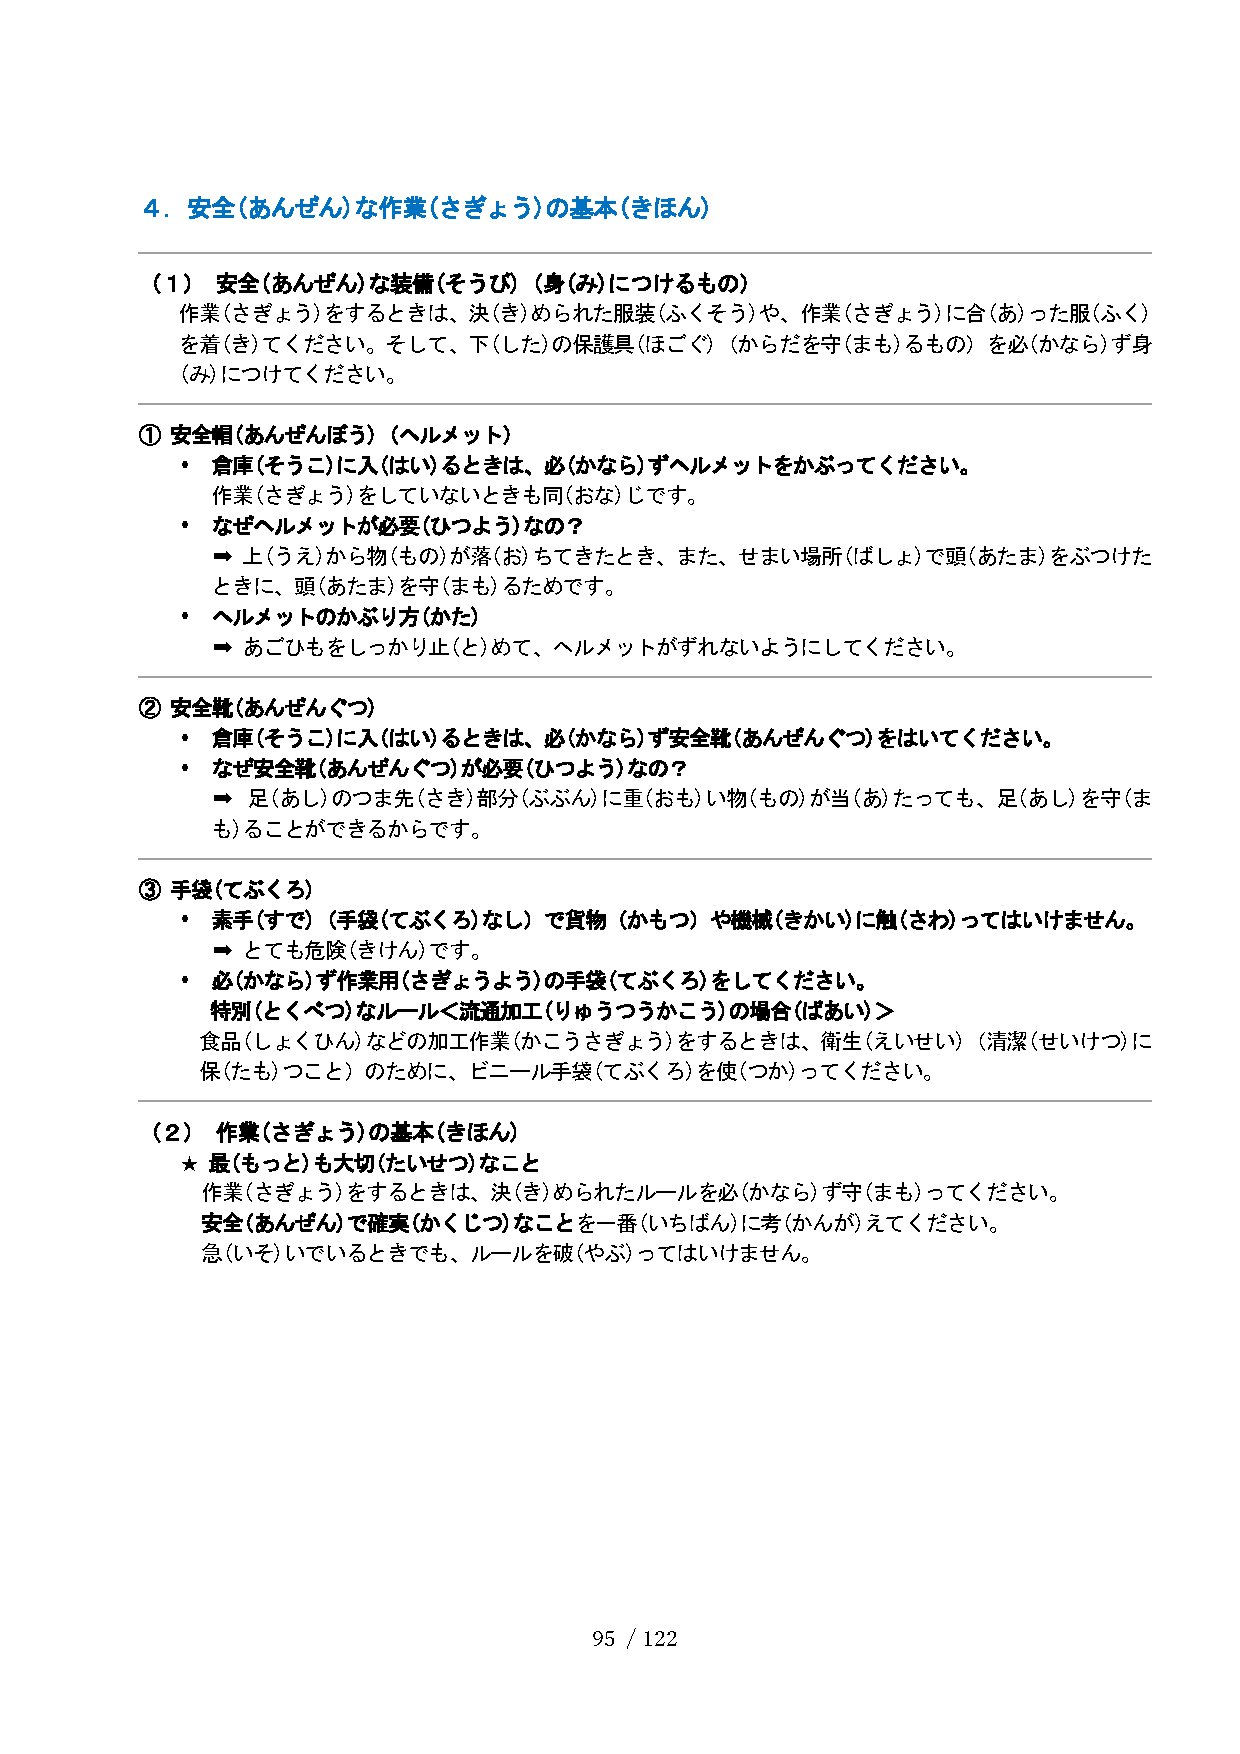 ４．安全(あんぜん)な作業(さぎょう)の基本(きほん)
（１）　安全(あんぜん)な装備(そうび)（身(み)につけるもの）
作業(さぎょう)をするときは、決(き)められた服装(ふくそう)や、作業(さぎょう)に合(あ)った服(ふく)
を着(き)てください。そして、下(した)の保護具(ほごぐ)（からだを守(まも)るもの）を必(かなら)ず身
(み)につけてください。
① 安全帽(あんぜんぼう)（ヘルメット）
• 倉庫(そうこ)に入(はい)るときは、必(かなら)ずヘルメットをかぶってください。
作業(さぎょう)をしていないときも同(おな)じです。
• なぜヘルメットが必要(ひつよう)なの？
➡ 上(うえ)から物(もの)が落(お)ちてきたとき、また、せまい場所(ばしょ)で頭(あたま)をぶつけた
ときに、頭(あたま)を守(まも)るためです。
• ヘルメットのかぶり方(かた)
➡ あごひもをしっかり止(と)めて、ヘルメットがずれないようにしてください。
② 安全靴(あんぜんぐつ)
• 倉庫(そうこ)に入(はい)るときは、必(かなら)ず安全靴(あんぜんぐつ)をはいてください。
• なぜ安全靴(あんぜんぐつ)が必要(ひつよう)なの？
➡ 足(あし)のつま先(さき)部分(ぶぶん)に重(おも)い物(もの)が当(あ)たっても、足(あし)を守(ま
も)ることができるからです。
③ 手袋(てぶくろ)
• 素手(すで)（手袋(てぶくろ)なし）で貨物（かもつ）や機械(きかい)に触(さわ)ってはいけません。
➡ とても危険(きけん)です。
• 必(かなら)ず作業用(さぎょうよう)の手袋(てぶくろ)をしてください。
特別(とくべつ)なルール＜流通加工(りゅうつうかこう)の場合(ばあい)＞
食品(しょくひん)などの加工作業(かこうさぎょう)をするときは、衛生(えいせい)（清潔(せいけつ)に
保(たも)つこと）のために、ビニール手袋(てぶくろ)を使(つか)ってください。
（２）　作業(さぎょう)の基本(きほん)
★ 最(もっと)も大切(たいせつ)なこと
作業(さぎょう)をするときは、決(き)められたルールを必(かなら)ず守(まも)ってください。
安全(あんぜん)で確実(かくじつ)なことを一番(いちばん)に考(かんが)えてください。
急(いそ)いでいるときでも、ルールを破(やぶ)ってはいけません。
95 / 122